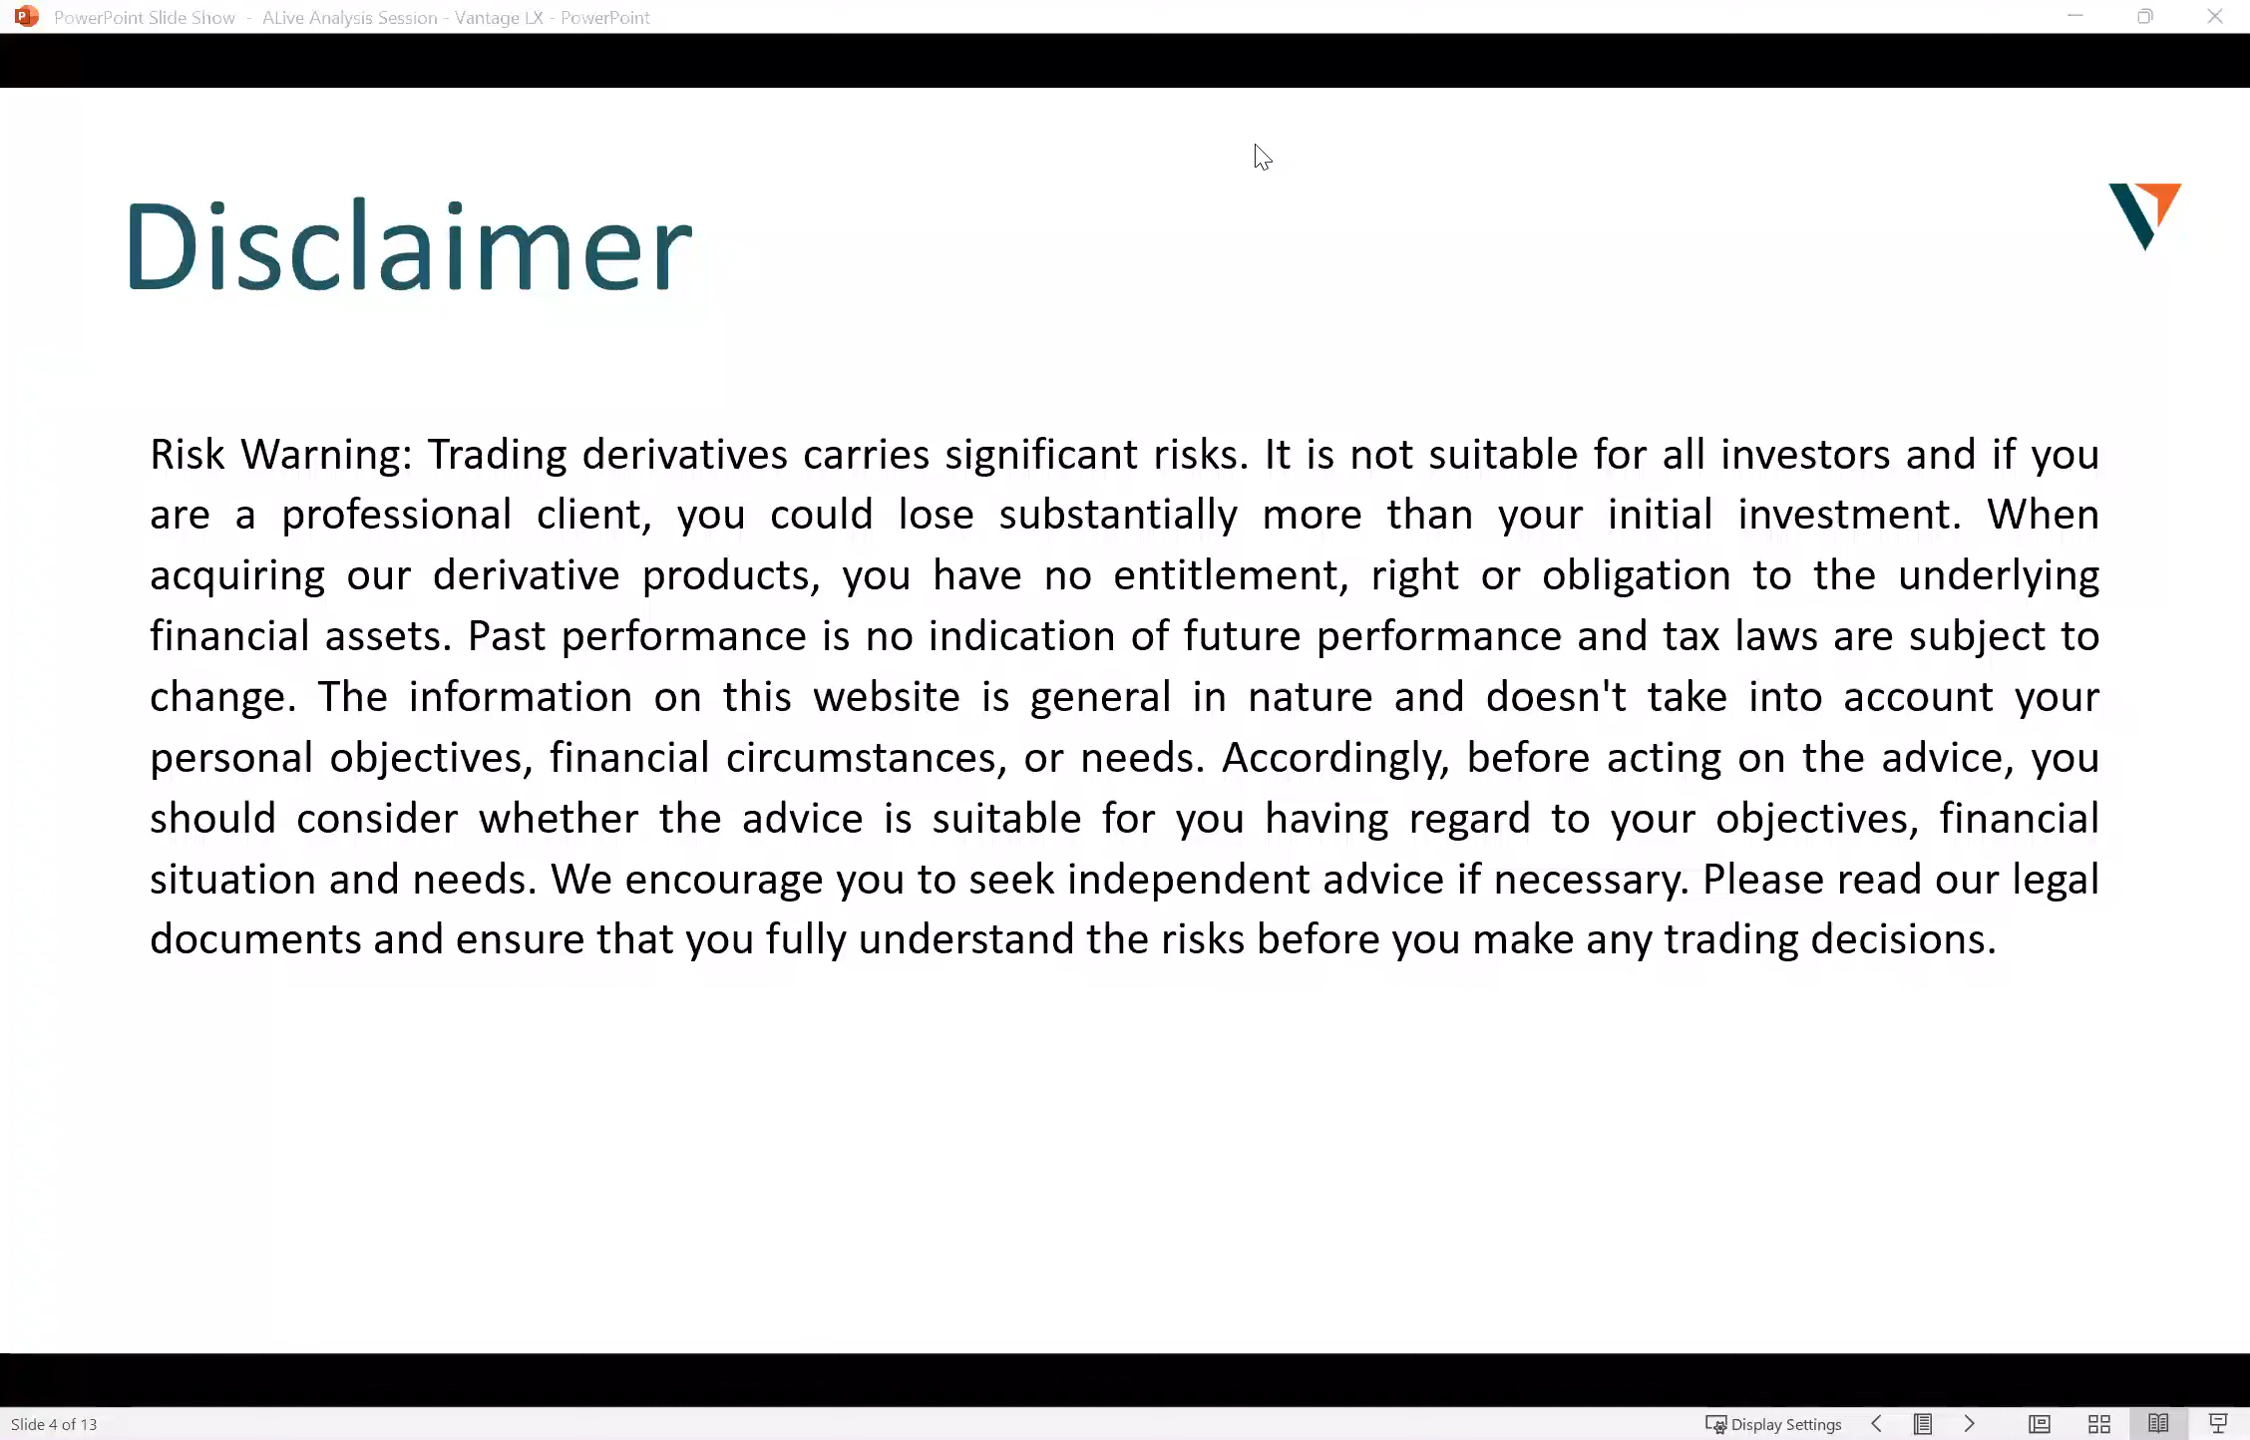 PowerPoint Slide Show - ALive Analysis Session - Vantage LX - PowerPoint
Disclaimer
Risk Warning: Trading derivatives carries significant risks. It is not suitable for all investors and if you
are a professional client, you could lose substantially more than your initial investment. When
acquiring our derivative products, you have no entitlement, right or obligation to the underlying
financial assets. Past performance is no indication of future performance and tax laws are subject to
change. The information on this website is general in nature and doesn't take into account your
personal objectives, financial circumstances, or needs. Accordingly, before acting on the advice, you
should consider whether the advice is suitable for you having regard to your objectives, financial
situation and needs. We encourage you to seek independent advice if necessary. Please read our legal
documents and ensure that you fully understand the risks before you make any trading decisions.
Slide 4 of 13
Display Settings